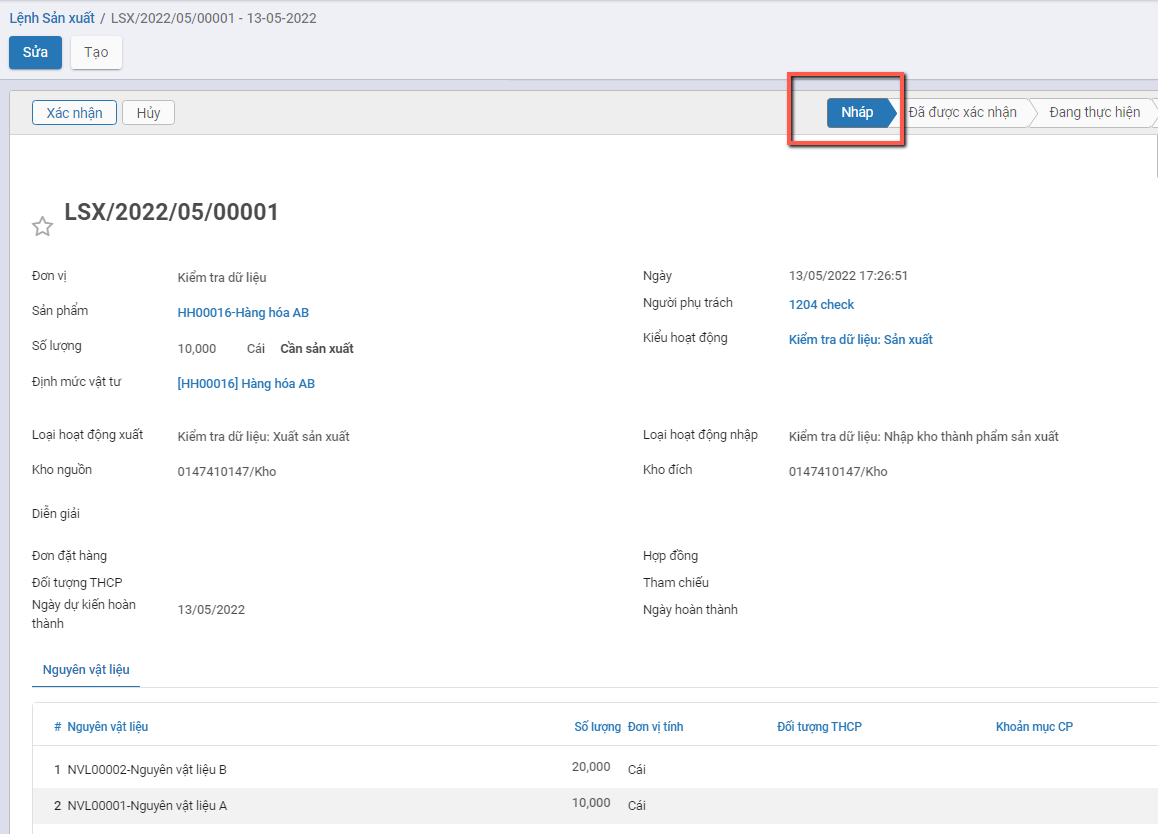 Lệnh Sản xuất / LSX/2022/05/00001 - 13-05-2022
Sửa Tạo
Xác nhận Hủy Nháp Đã được xác nhận Đang thực hiện
LSX/2022/05/00001
Đơn vị Kiểm tra dữ liệu Ngày 13/05/2022 17:26:51
Sản phẩm HH00016-Hàng hóa AB Người phụ trách 1204 check
Số lượng 10,000 Cái Cần sản xuất Kiểu hoạt động Kiểm tra dữ liệu: Sản xuất
Định mức vật tư [HH00016] Hàng hóa AB
Loại hoạt động xuất Kiểm tra dữ liệu: Xuất sản xuất Loại hoạt động nhập Kiểm tra dữ liệu: Nhập kho thành phẩm sản xuất
Kho nguồn 0147410147/Kho Kho đích 0147410147/Kho
Diễn giải
Đơn đặt hàng Hợp đồng
Đối tượng THCP Tham chiếu
Ngày dự kiến hoàn thành 13/05/2022 Ngày hoàn thành
Nguyên vật liệu
# Nguyên vật liệu Số lượng Đơn vị tính Đối tượng THCP Khoản mục CP
1 NVL00002-Nguyên vật liệu B 20,000 Cái
2 NVL00001-Nguyên vật liệu A 10,000 Cái